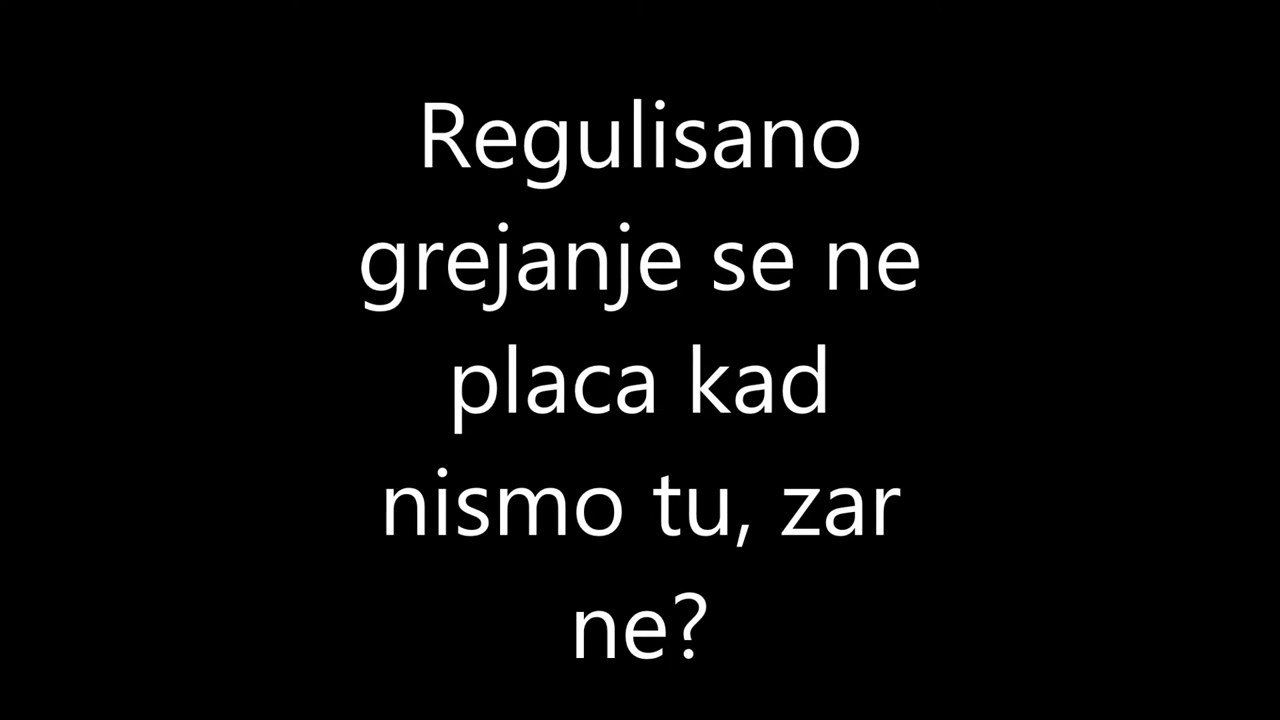 Regulisano
grejanje se ne
placa kad
nismo tu, zar
ne?